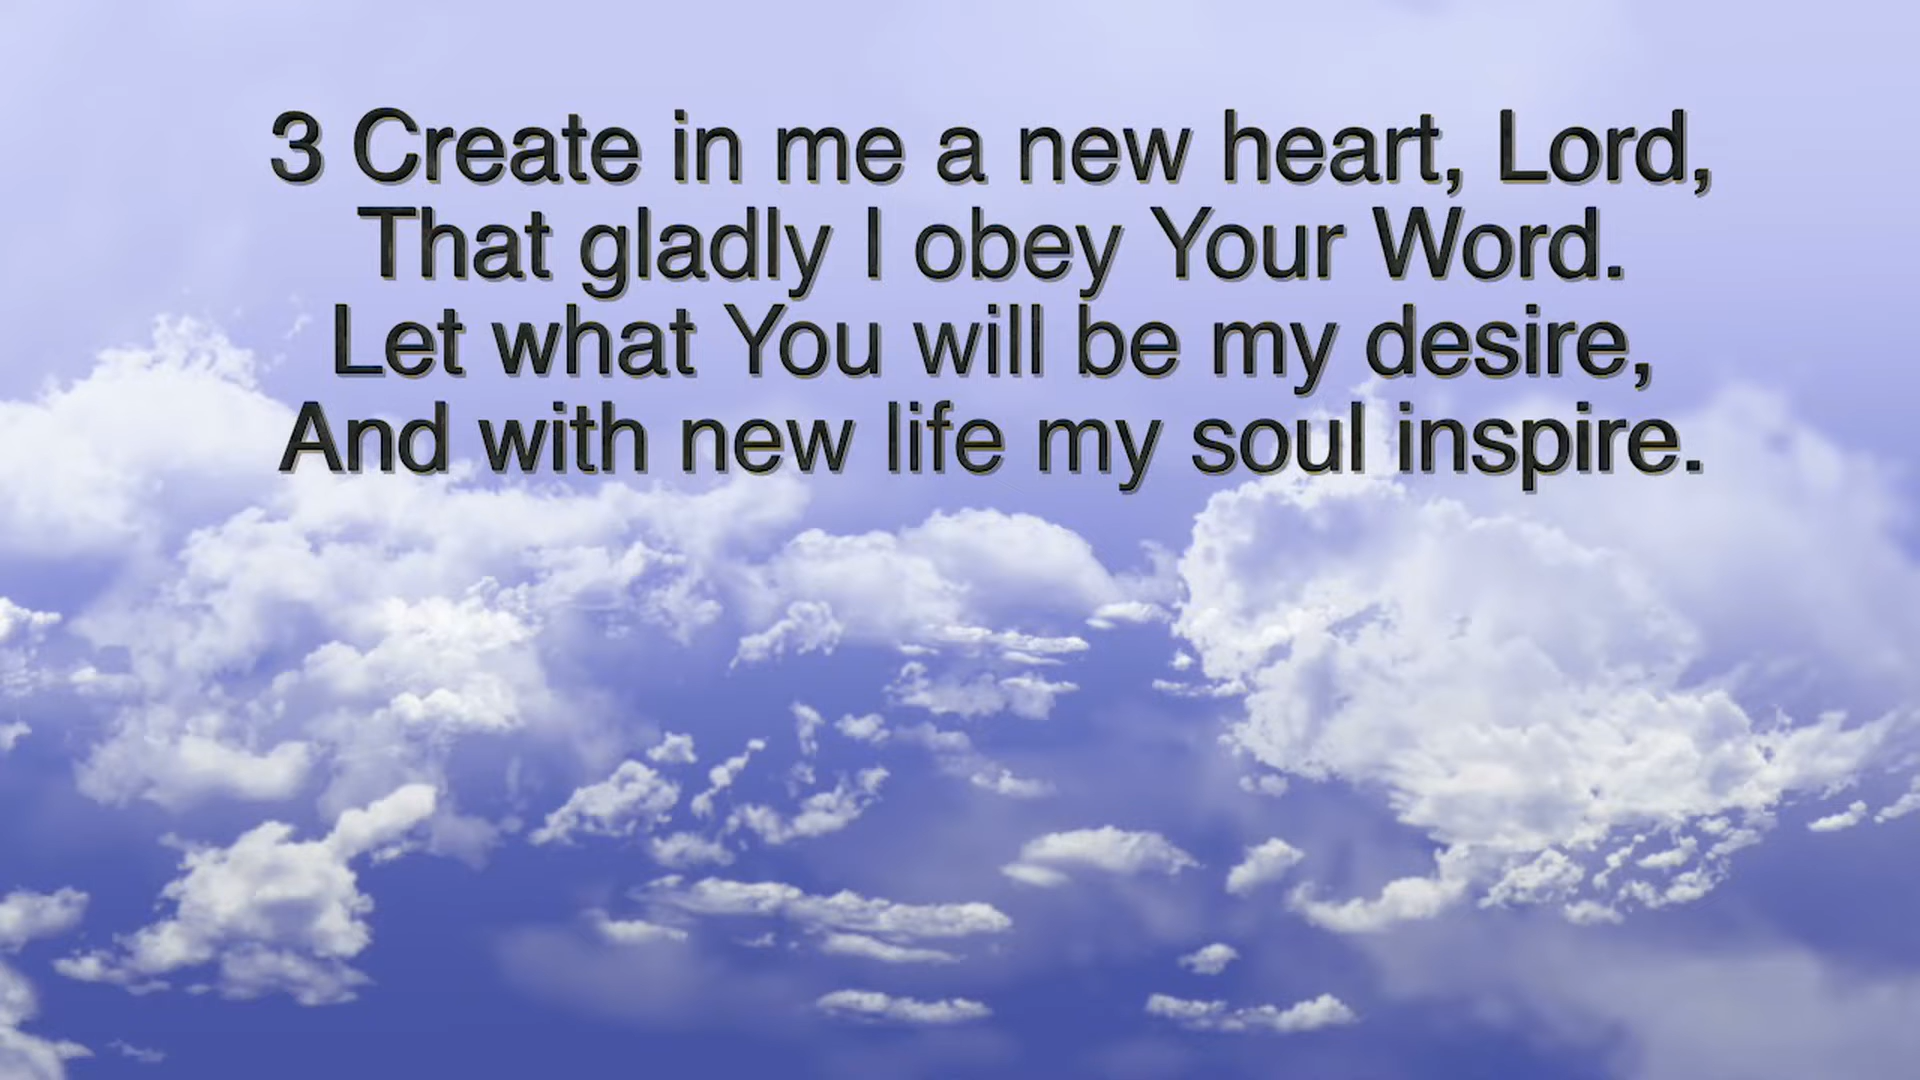 3 Create in me a new heart, Lord,
That gladly I obey Your Word.
Let what You will be my desire,
And with new life my soul inspire.